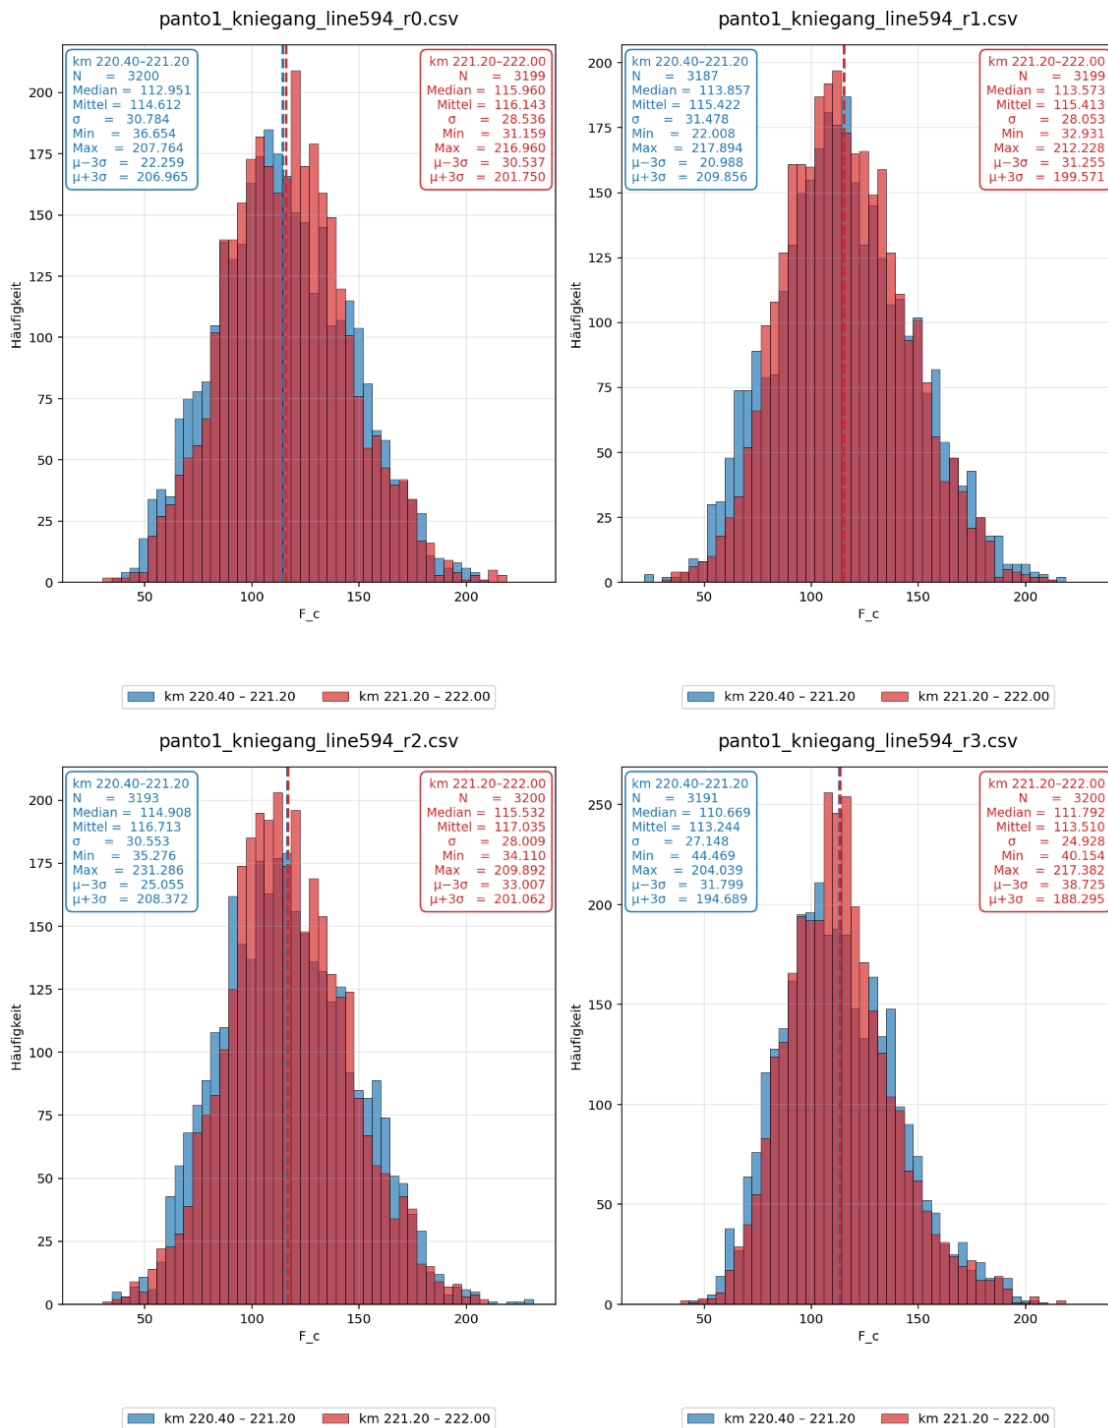 panto1_kniegang_line594_r0.csv
km 220.40–221.20
N = 3200
Median = 112.951
Mittel = 114.612
σ = 30.784
Min = 36.654
Max = 207.764
μ−3σ = 22.259
μ+3σ = 206.965
km 221.20–222.00
N = 3199
Median = 115.960
Mittel = 116.143
σ = 28.536
Min = 31.159
Max = 216.960
μ−3σ = 30.537
μ+3σ = 201.750
200
175
150
125
100
75
50
25
0
Häufigkeit
50 100 150 200
F_c
km 220.40 – 221.20 km 221.20 – 222.00
panto1_kniegang_line594_r1.csv
km 220.40–221.20
N = 3187
Median = 113.857
Mittel = 115.422
σ = 31.478
Min = 22.008
Max = 217.894
μ−3σ = 20.988
μ+3σ = 209.856
km 221.20–222.00
N = 3199
Median = 113.573
Mittel = 115.413
σ = 28.053
Min = 32.931
Max = 212.228
μ−3σ = 31.255
μ+3σ = 199.571
200
175
150
125
100
75
50
25
0
Häufigkeit
50 100 150 200
F_c
km 220.40 – 221.20 km 221.20 – 222.00
panto1_kniegang_line594_r2.csv
km 220.40–221.20
N = 3193
Median = 114.908
Mittel = 116.713
σ = 30.553
Min = 35.276
Max = 231.286
μ−3σ = 25.055
μ+3σ = 208.372
km 221.20–222.00
N = 3200
Median = 115.532
Mittel = 117.035
σ = 28.009
Min = 34.110
Max = 209.892
μ−3σ = 33.007
μ+3σ = 201.062
200
175
150
125
100
75
50
25
0
Häufigkeit
50 100 150 200
F_c
km 220.40 – 221.20 km 221.20 – 222.00
panto1_kniegang_line594_r3.csv
km 220.40–221.20
N = 3191
Median = 110.669
Mittel = 113.244
σ = 27.148
Min = 44.469
Max = 204.039
μ−3σ = 31.799
μ+3σ = 194.689
km 221.20–222.00
N = 3200
Median = 111.792
Mittel = 113.510
σ = 24.928
Min = 40.154
Max = 217.382
μ−3σ = 38.725
μ+3σ = 188.295
250
200
150
100
50
0
Häufigkeit
50 100 150 200
F_c
km 220.40 – 221.20 km 221.20 – 222.00